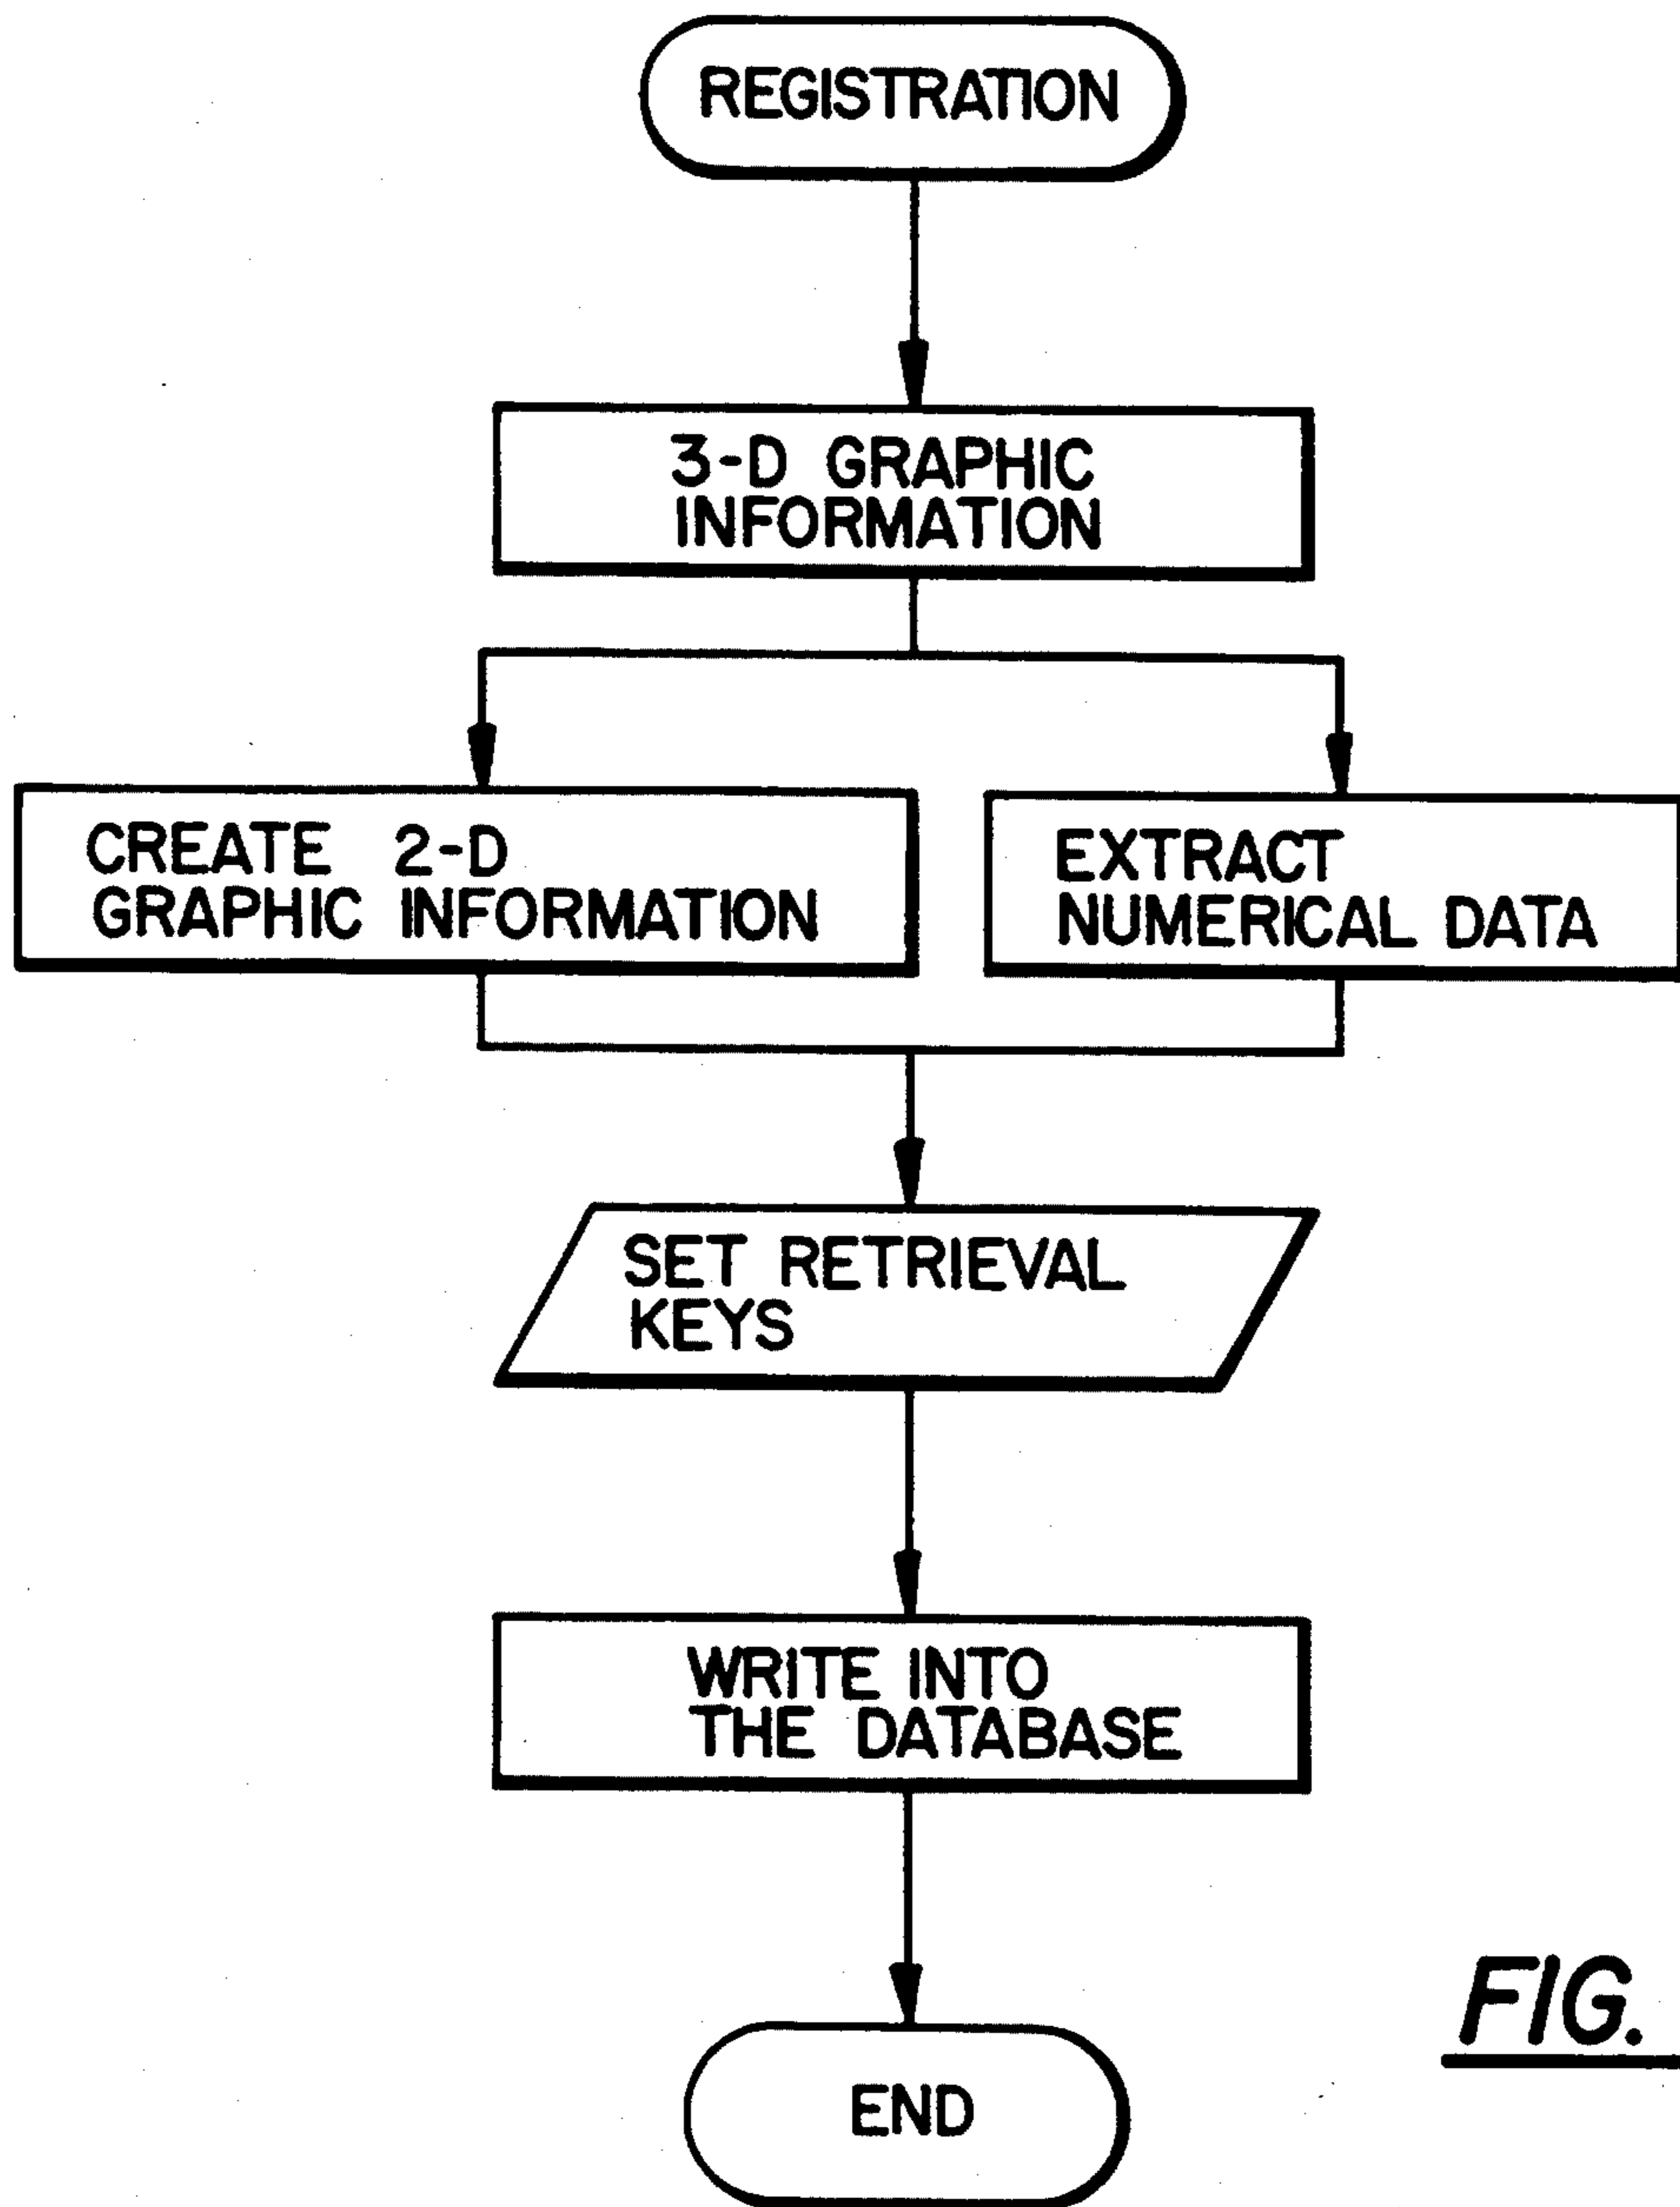 REGISTRATION
3-D GRAPHIC
INFORMATION
CREATE 2-D
GRAPHIC INFORMATION
EXTRACT
NUMERICAL DATA
SET RETRIEVAL
KEYS
WRITE INTO
THE DATABASE
END
FIG.